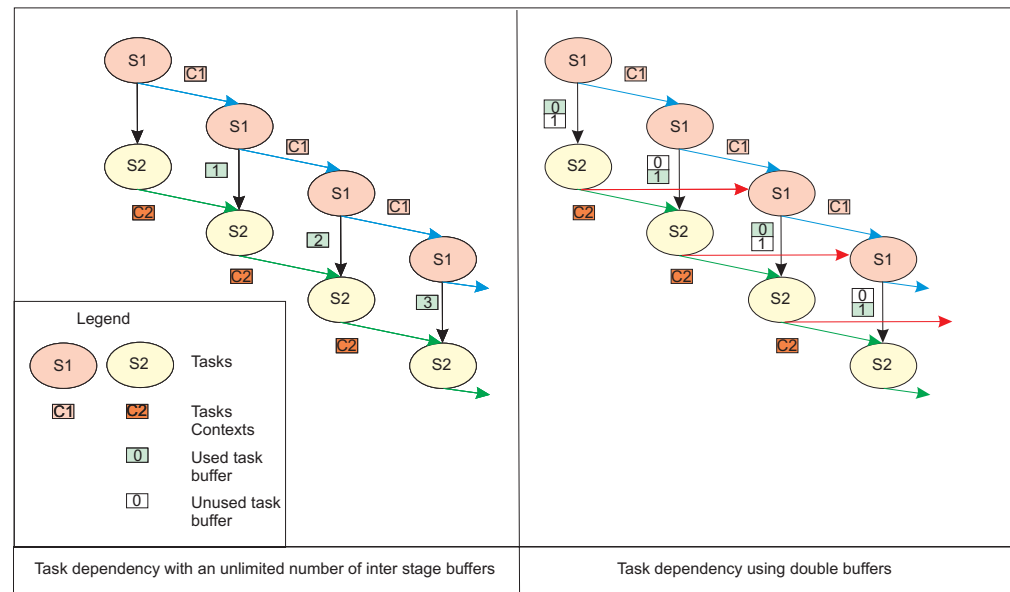 S1
C1
S1
S2
1
C1
S1
C2
S2
2
C1
S1
C2
S2
3
C2
S2
Legend
S1
S2
Tasks
C1
C2
Tasks
Contexts
0
Used task
buffer
0
Unused task
buffer
Task dependency with an unlimited number of inter stage buffers
S1
C1
0
1
S1
S2
0
1
C1
S1
C2
S2
0
1
C1
S1
C2
S2
0
1
C2
S2
Task dependency using double buffers